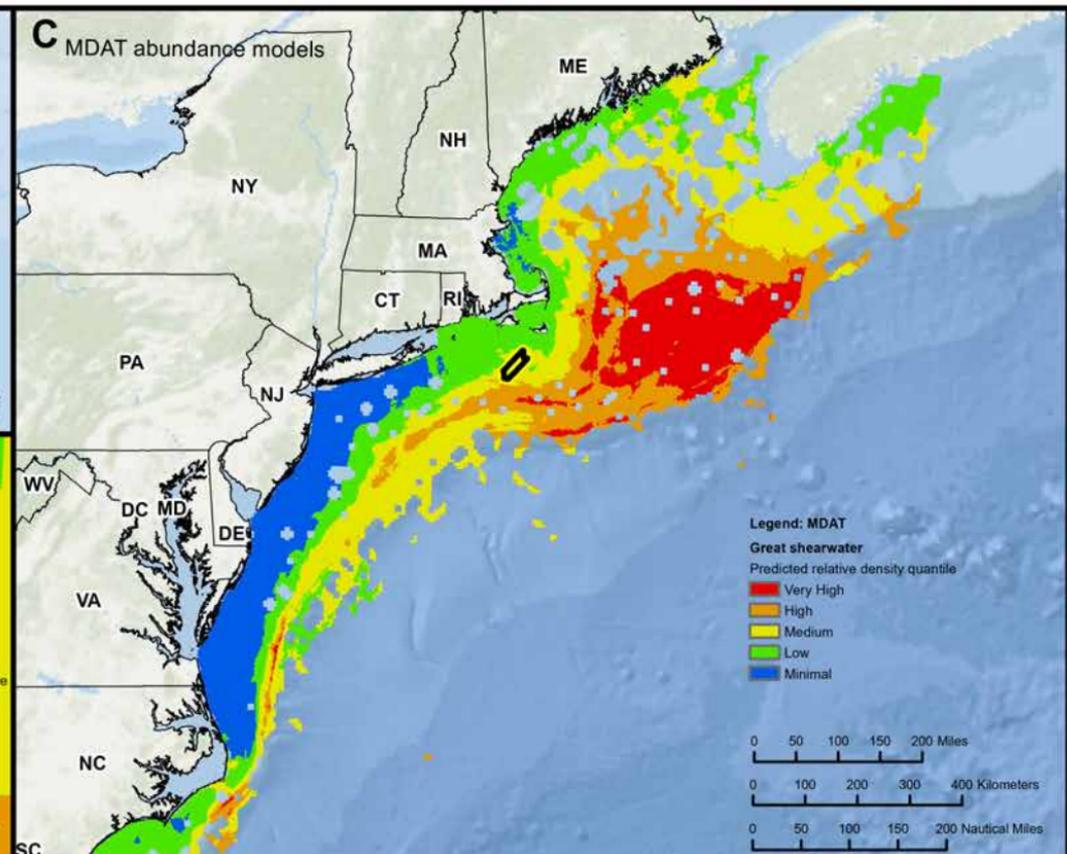 C MDAT abundance models
ME
NH
NY
MA
CT
RI
PA
NJ
WV
DC
MD
DE
VA
NC
SC
e
Legend: MDAT
Great shearwater
Predicted relative density quantile
Very High
High
Medium
Low
Minimal
0 50 100 150 200 Miles
0 100 200 300 400 Kilometers
0 50 100 150 200 Nautical Miles